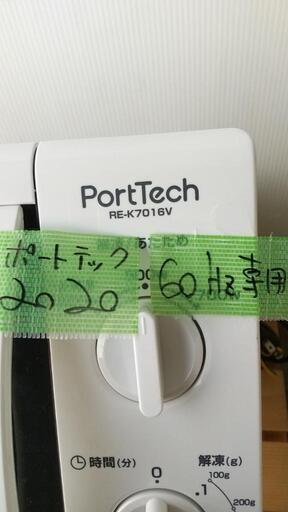 PortTech
RE-K7016V
あたため
ポートテック
2020
60hz専用
時間(分)
解凍(g)
0
1
100g
200g